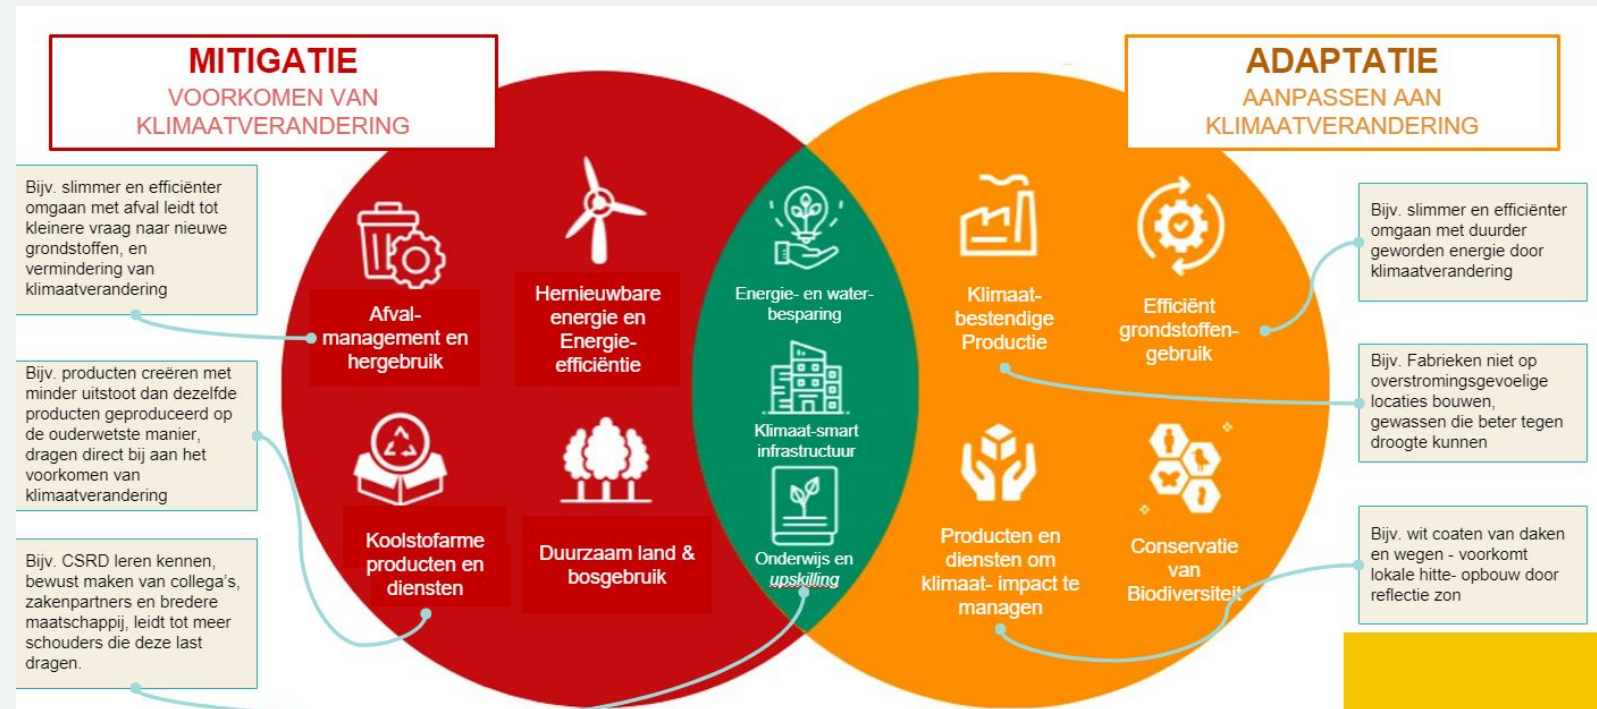 MITIGATIE
VOORKOMEN VAN
KLIMAATVERANDERING
ADAPTATIE
AANPASSEN AAN
KLIMAATVERANDERING
Bijv. slimmer en efficiënter
omgaan met afval leidt tot
kleinere vraag naar nieuwe
grondstoffen, en
vermindering van
klimaatverandering
Bijv. producten creëren met
minder uitstoot dan dezelfde
producten geproduceerd op
de ouderwetste manier,
dragen direct bij aan het
voorkomen van
klimaatverandering
Bijv. CSRD leren kennen,
bewust maken van collega's,
zakenpartners en bredere
maatschappij, leidt tot meer
schouders die deze last
dragen.
Afval-
management en
hergebruik
Hernieuwbare
energie en
Energie-
efficiëntie
Koolstofarme
producten en
diensten
Duurzaam land &
bosgebruik
Energie- en water-
besparing
Klimaat-smart
infrastructuur
Onderwijs en
upskilling
Klimaat-
bestendige
Productie
Efficiënt
grondstoffen-
gebruik
Producten en
diensten om
klimaat- impact te
managen
Conservatie
van
Biodiversiteit
Bijv. slimmer en efficiënter
omgaan met duurder
geworden energie door
klimaatverandering
Bijv. Fabrieken niet op
overstromingsgevoelige
locaties bouwen,
gewassen die beter tegen
droogte kunnen
Bijv. wit coaten van daken
en wegen - voorkomt
lokale hitte- opbouw door
reflectie zon